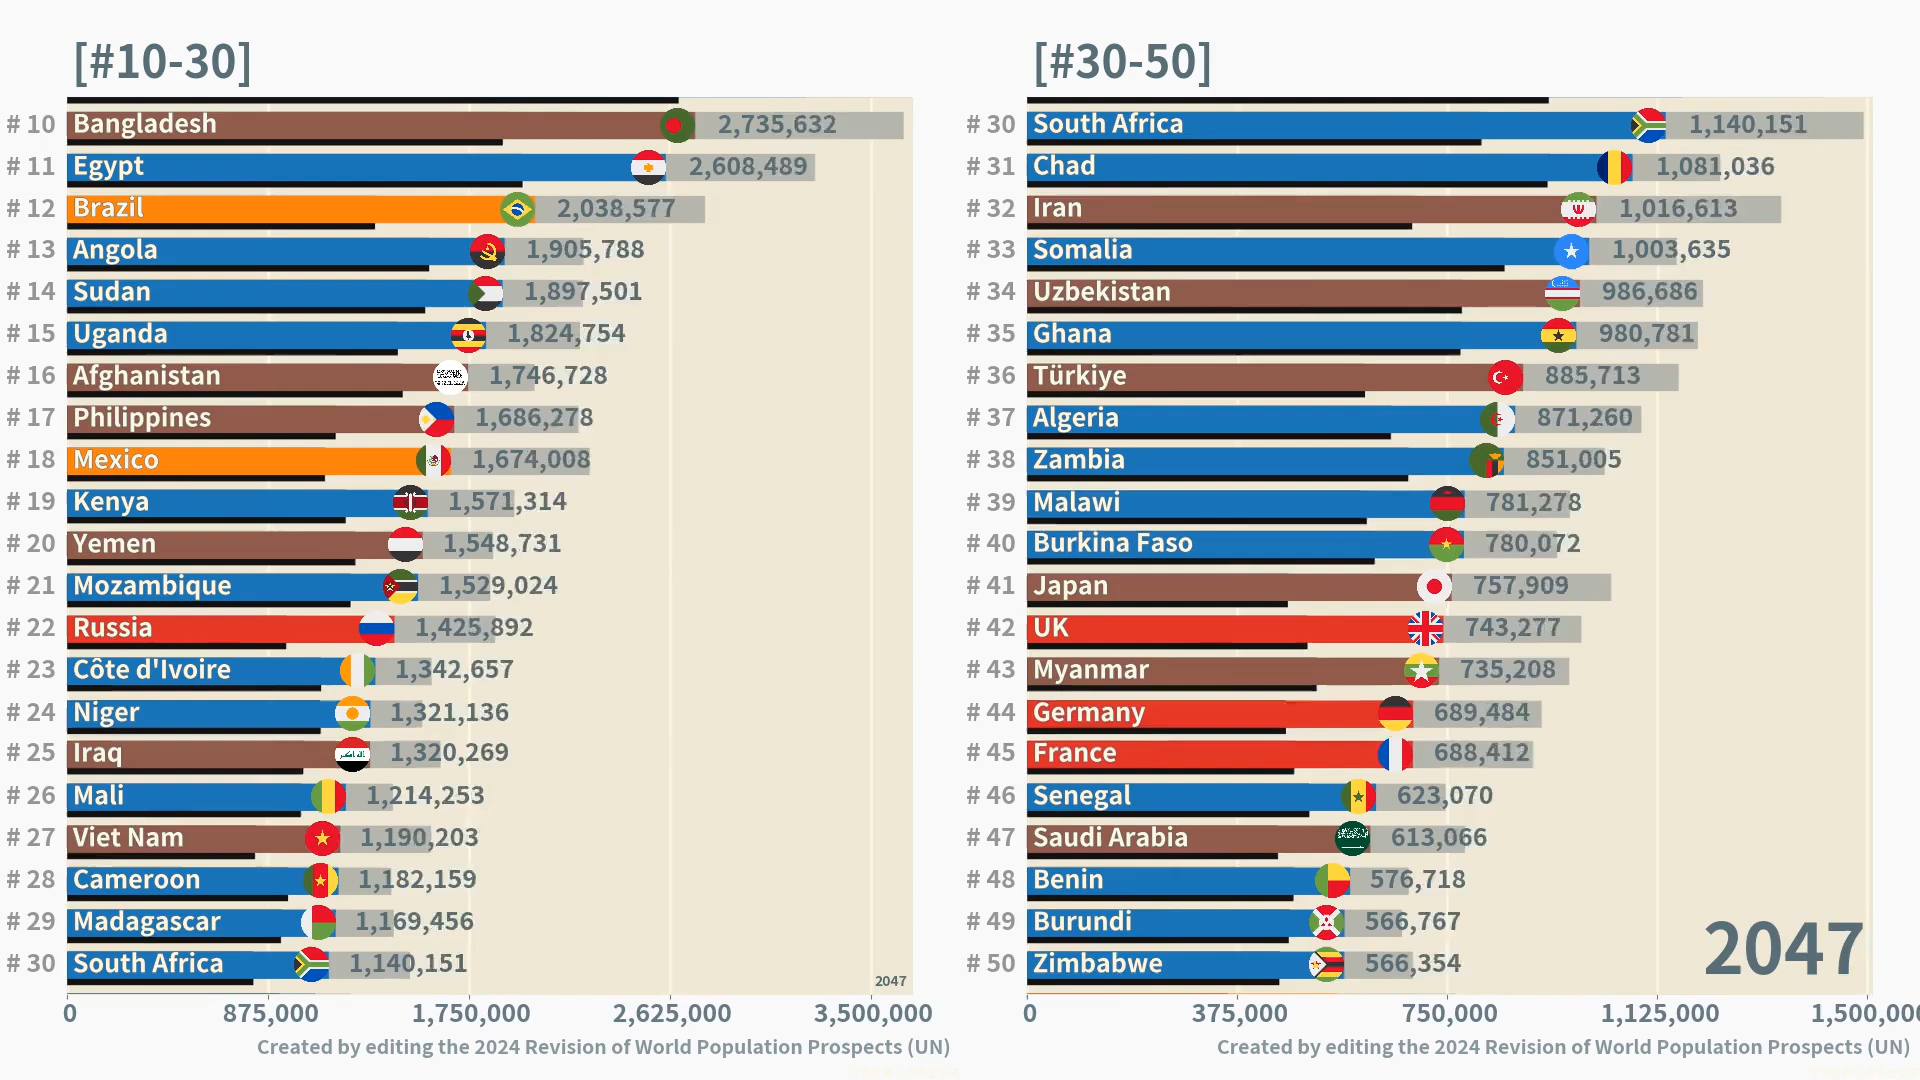 [#10-30]
# 10 Bangladesh 2,735,632
# 11 Egypt 2,608,489
# 12 Brazil 2,038,577
# 13 Angola 1,905,788
# 14 Sudan 1,897,501
# 15 Uganda 1,824,754
# 16 Afghanistan 1,746,728
# 17 Philippines 1,686,278
# 18 Mexico 1,674,008
# 19 Kenya 1,571,314
# 20 Yemen 1,548,731
# 21 Mozambique 1,529,024
# 22 Russia 1,425,892
# 23 Côte d'Ivoire 1,342,657
# 24 Niger 1,321,136
# 25 Iraq 1,320,269
# 26 Mali 1,214,253
# 27 Viet Nam 1,190,203
# 28 Cameroon 1,182,159
# 29 Madagascar 1,169,456
# 30 South Africa 1,140,151
2047
0 875,000 1,750,000 2,625,000 3,500,000
Created by editing the 2024 Revision of World Population Prospects (UN)
[#30-50]
# 30 South Africa 1,140,151
# 31 Chad 1,081,036
# 32 Iran 1,016,613
# 33 Somalia 1,003,635
# 34 Uzbekistan 986,686
# 35 Ghana 980,781
# 36 Türkiye 885,713
# 37 Algeria 871,260
# 38 Zambia 851,005
# 39 Malawi 781,278
# 40 Burkina Faso 780,072
# 41 Japan 757,909
# 42 UK 743,277
# 43 Myanmar 735,208
# 44 Germany 689,484
# 45 France 688,412
# 46 Senegal 623,070
# 47 Saudi Arabia 613,066
# 48 Benin 576,718
# 49 Burundi 566,767
# 50 Zimbabwe 566,354
2047
0 375,000 750,000 1,125,000 1,500,00
Created by editing the 2024 Revision of World Population Prospects (UN)